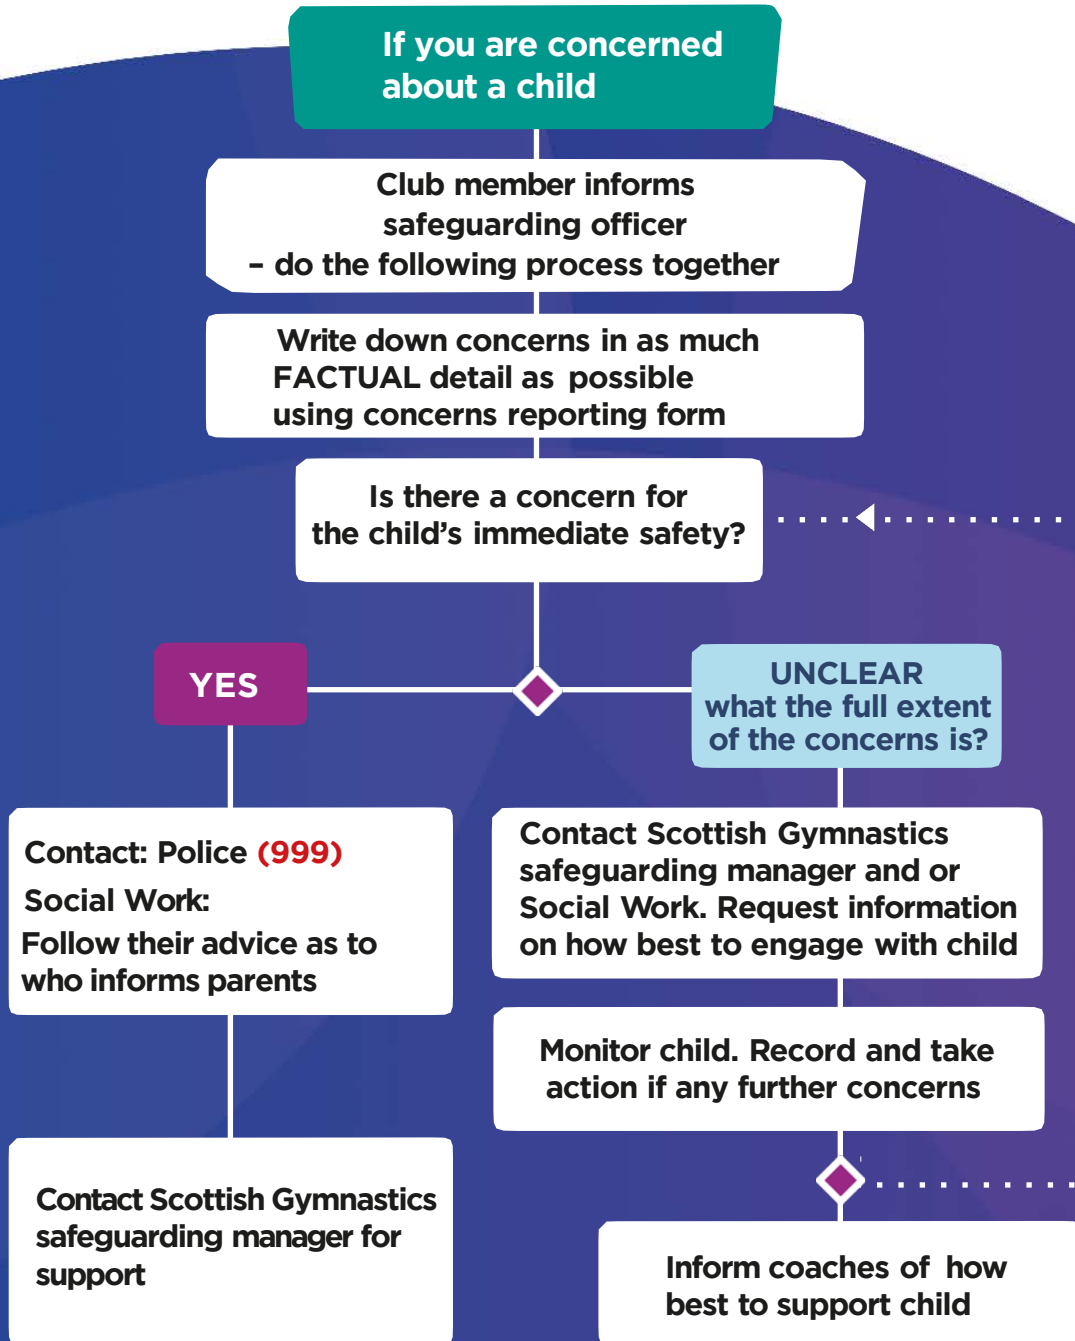 If you are concerned
about a child
Club member informs
safeguarding officer
– do the following process together
Write down concerns in as much
FACTUAL detail as possible
using concerns reporting form
Is there a concern for
the child’s immediate safety?
YES
UNCLEAR
what the full extent
of the concerns is?
Contact: Police (999)
Social Work:
Follow their advice as to
who informs parents
Contact Scottish Gymnastics
safeguarding manager and or
Social Work. Request information
on how best to engage with child
Monitor child. Record and take
action if any further concerns
Contact Scottish Gymnastics
safeguarding manager for
support
Inform coaches of how
best to support child